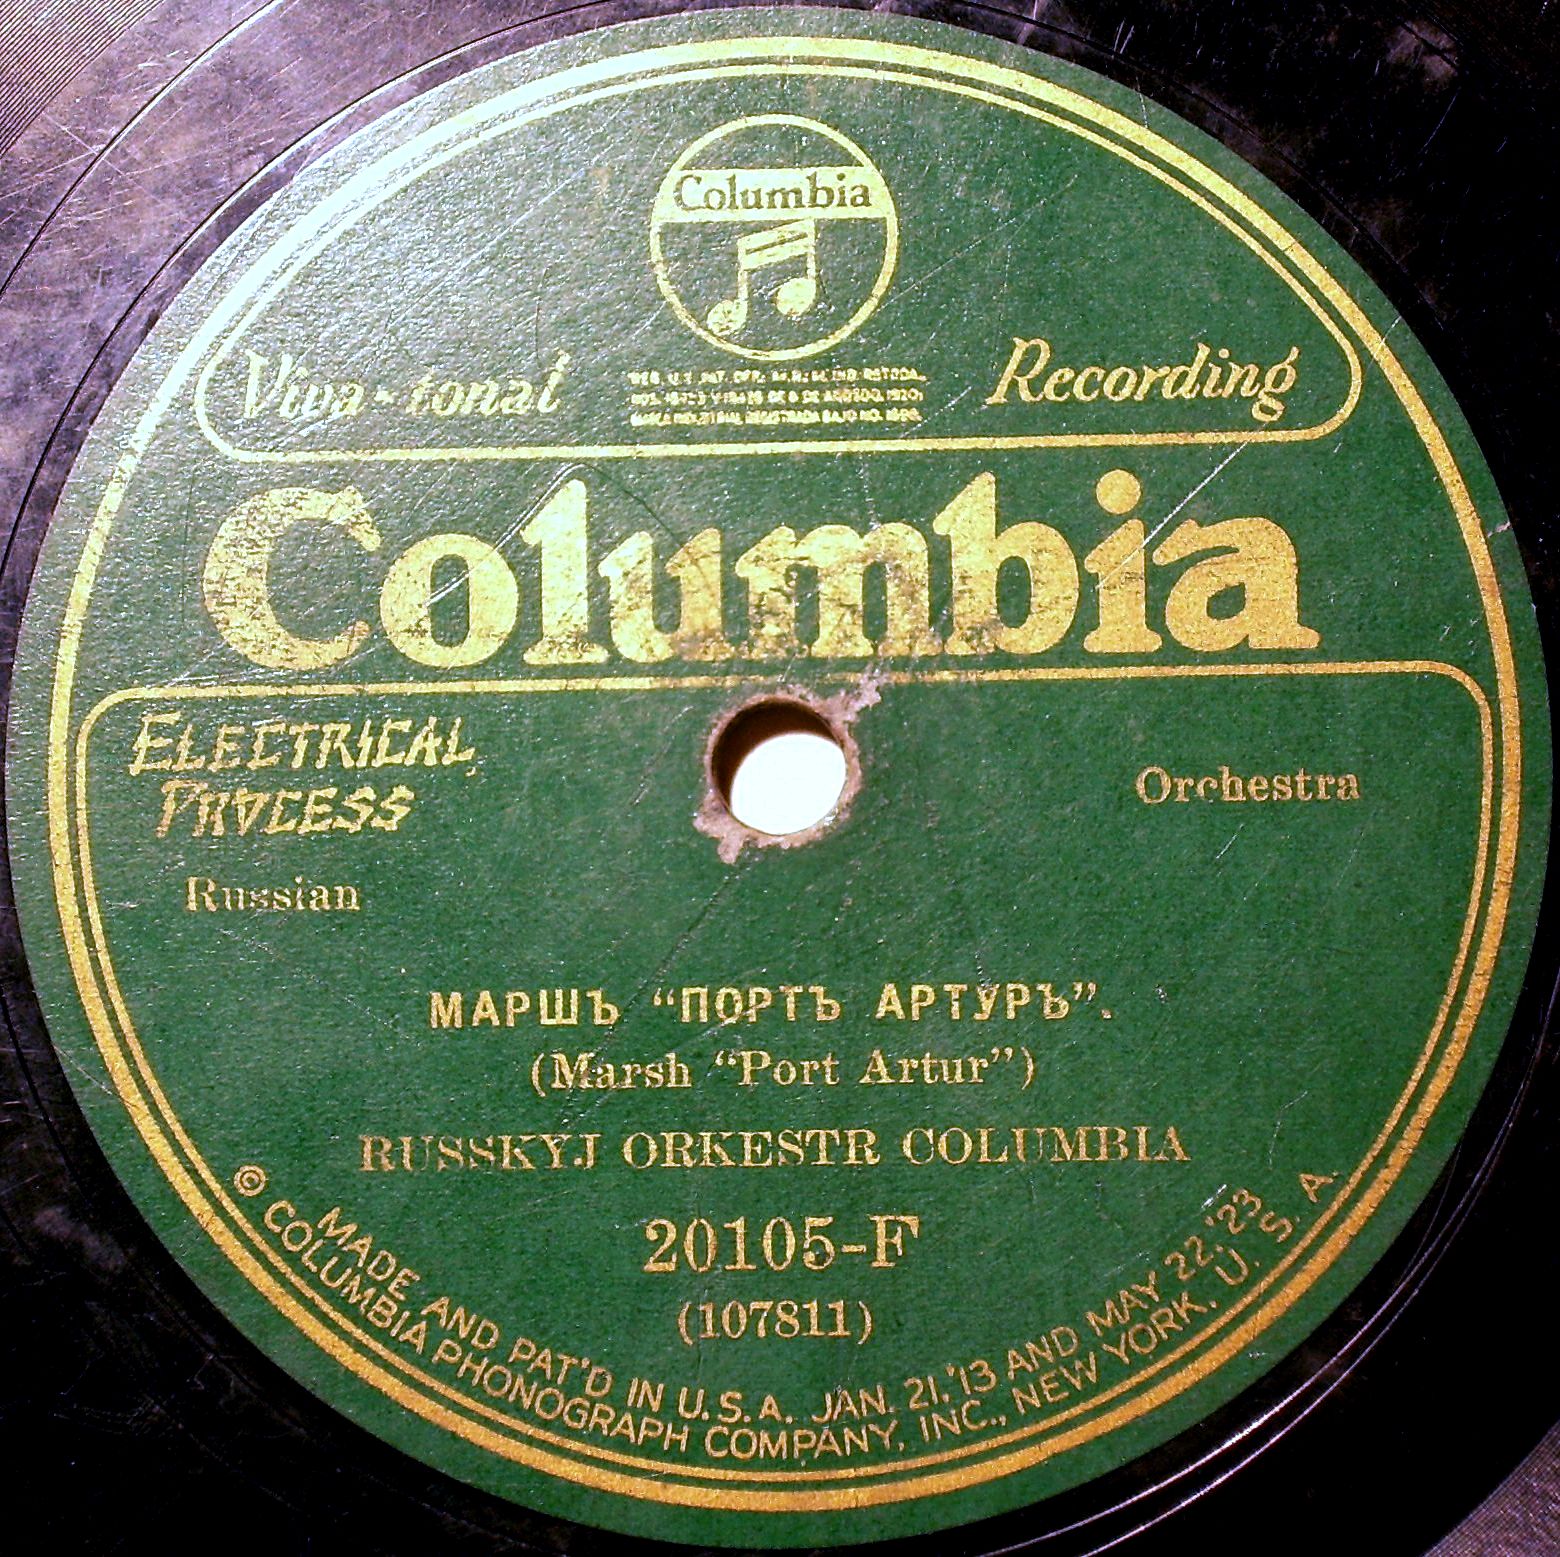 Columbia
Viva-tonal Recording
Columbia
ELECTRICAL
PROCESS
Orchestra
Russian
МАРШЪ “ПОРТЪ АРТУРЪ”.
(Marsh “Port Artur”)
RUSSKYJ ORKESTR COLUMBIA
20105-F
(107811)
MADE AND PAT'D IN U.S.A. JAN. 21,'13 AND MAY 22,'23
© COLUMBIA PHONOGRAPH COMPANY, INC., NEW YORK, U. S. A.